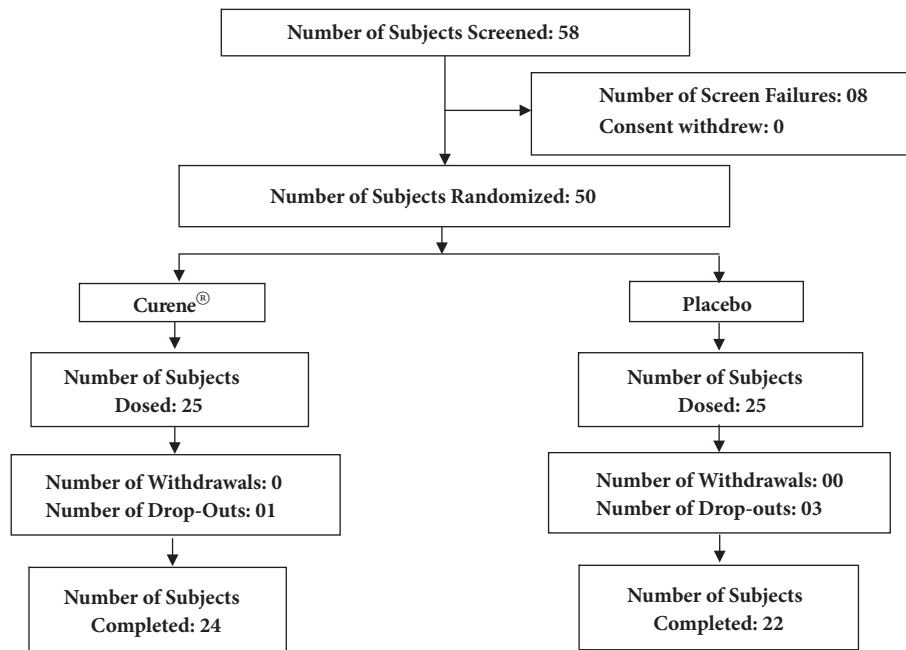 Number of Subjects Screened: 58
Number of Screen Failures: 08
Consent withdrew: 0
Number of Subjects Randomized: 50
Curene®
Placebo
Number of Subjects
Dosed: 25
Number of Subjects
Dosed: 25
Number of Withdrawals: 0
Number of Drop-Outs: 01
Number of Withdrawals: 00
Number of Drop-outs: 03
Number of Subjects
Completed: 24
Number of Subjects
Completed: 22